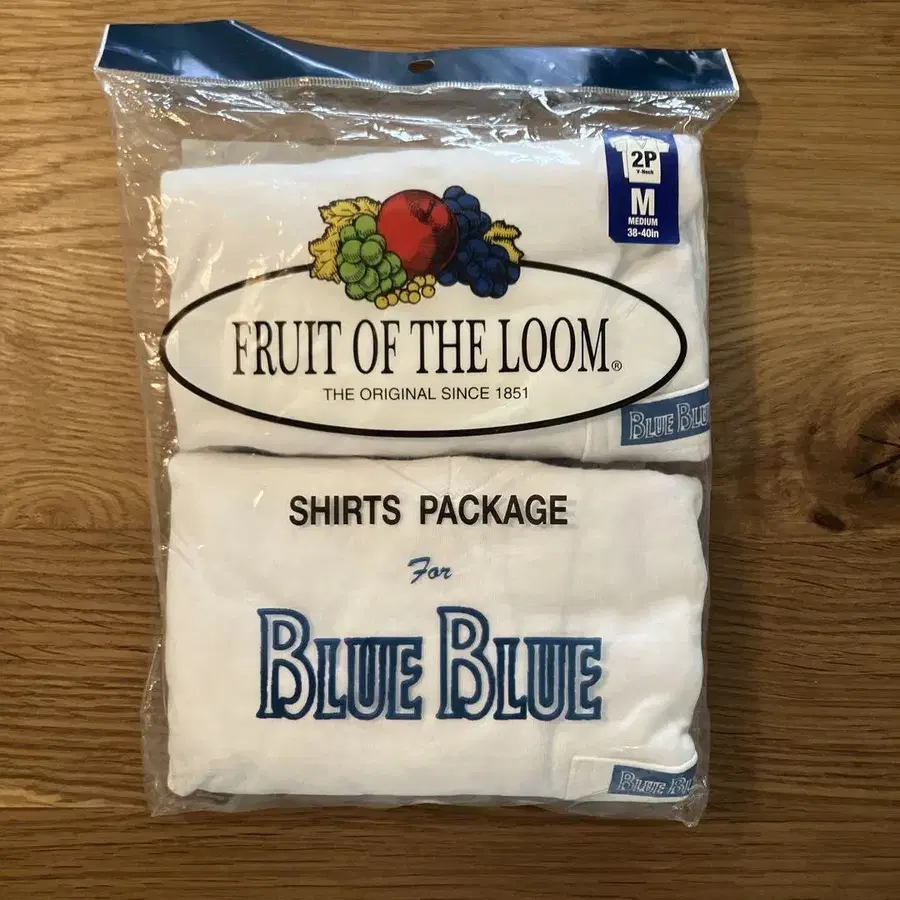 2P
V-Neck
M
MEDIUM
38-40in
FRUIT OF THE LOOM®
THE ORIGINAL SINCE 1851
BLUE BLUE
SHIRTS PACKAGE
For
BLUE BLUE
BLUE BLUE